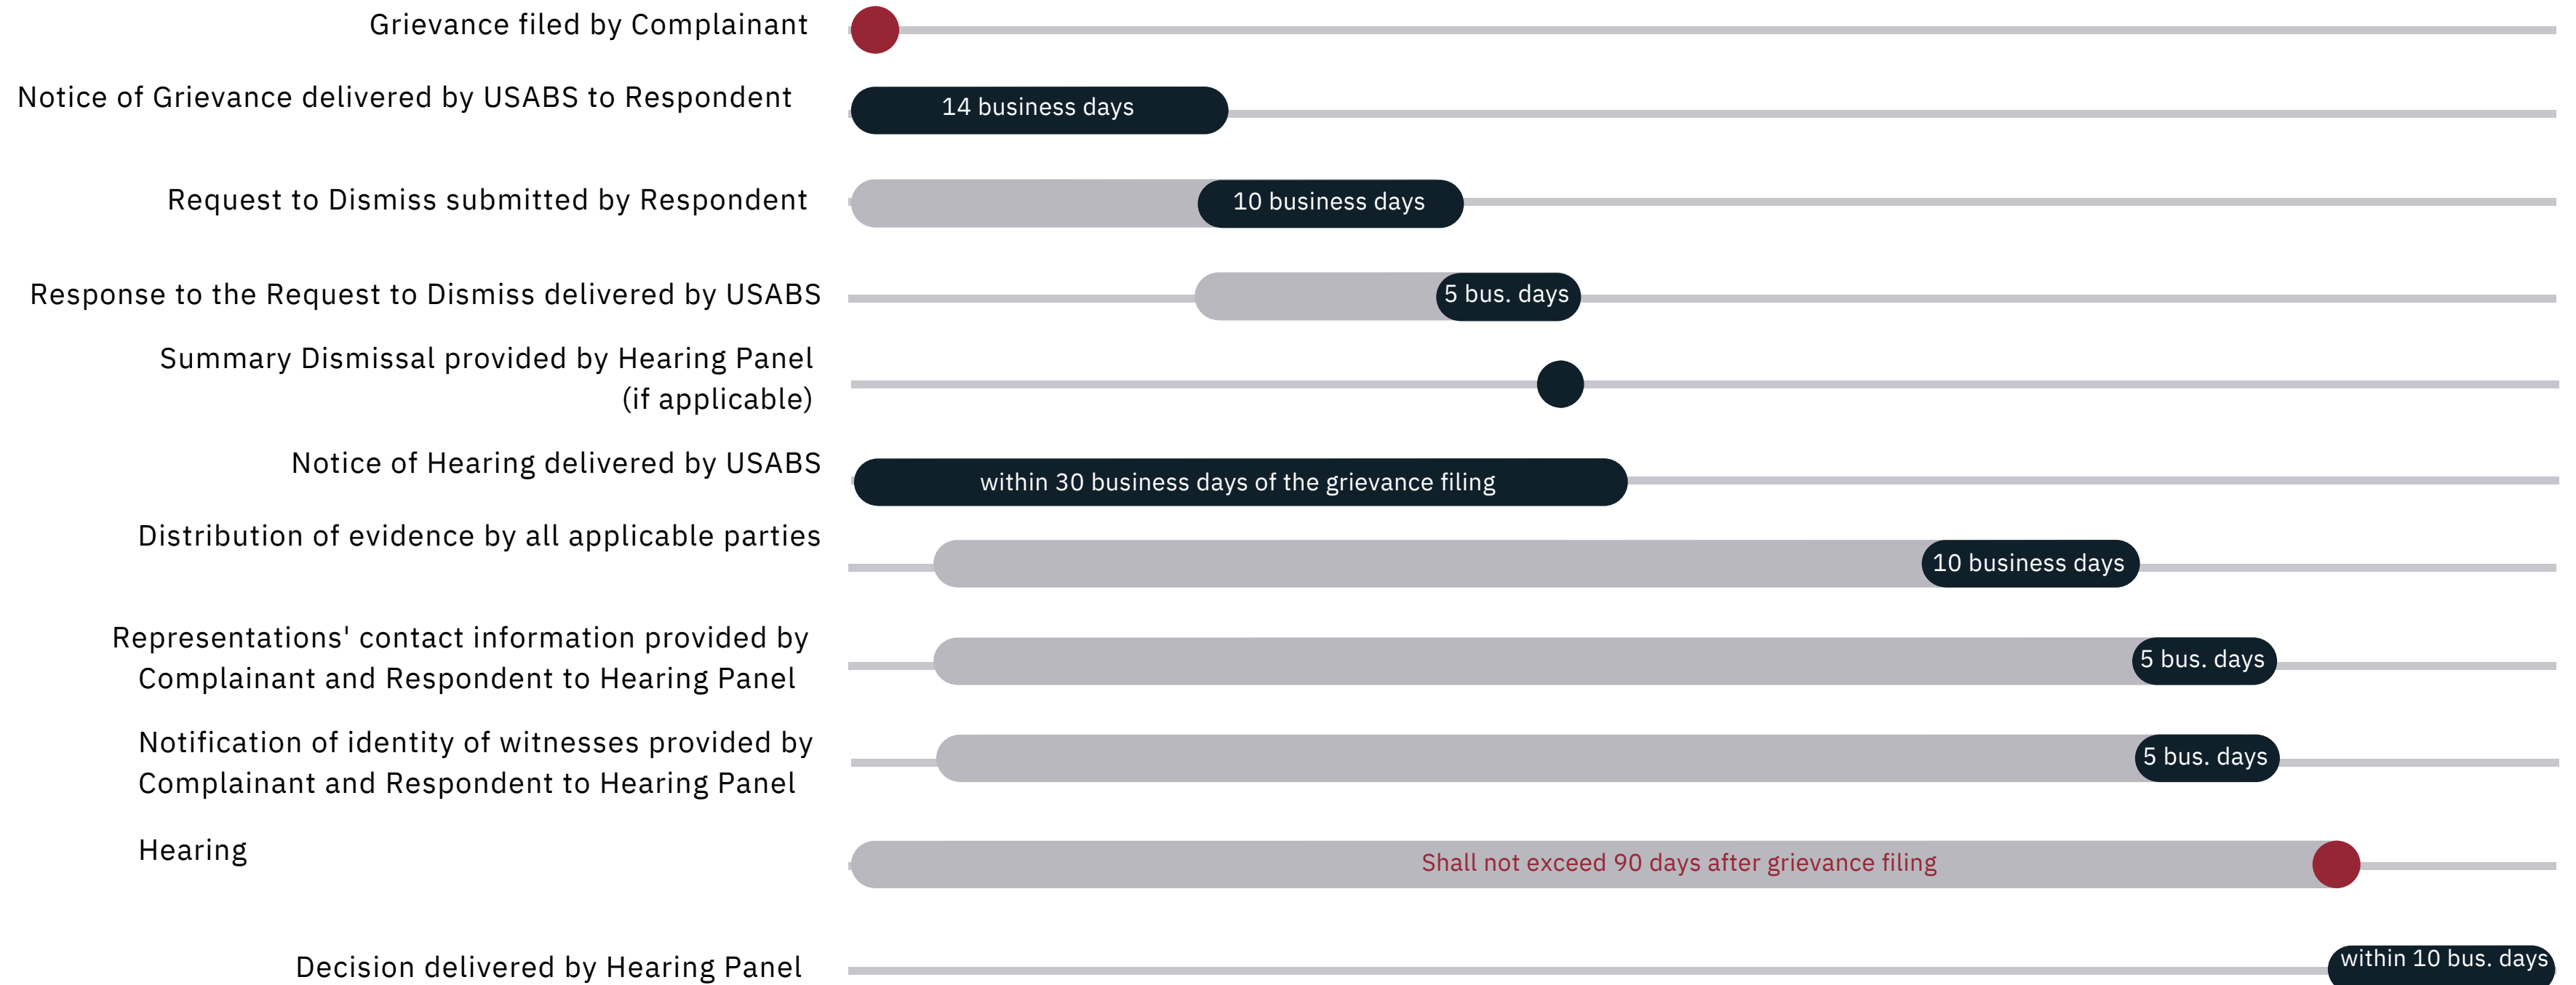 Grievance filed by Complainant
Notice of Grievance delivered by USABS to Respondent
14 business days
Request to Dismiss submitted by Respondent
10 business days
Response to the Request to Dismiss delivered by USABS
5 bus. days
Summary Dismissal provided by Hearing Panel
(if applicable)
Notice of Hearing delivered by USABS
within 30 business days of the grievance filing
Distribution of evidence by all applicable parties
10 business days
Representations' contact information provided by
Complainant and Respondent to Hearing Panel
5 bus. days
Notification of identity of witnesses provided by
Complainant and Respondent to Hearing Panel
5 bus. days
Hearing
Shall not exceed 90 days after grievance filing
Decision delivered by Hearing Panel
within 10 bus. days